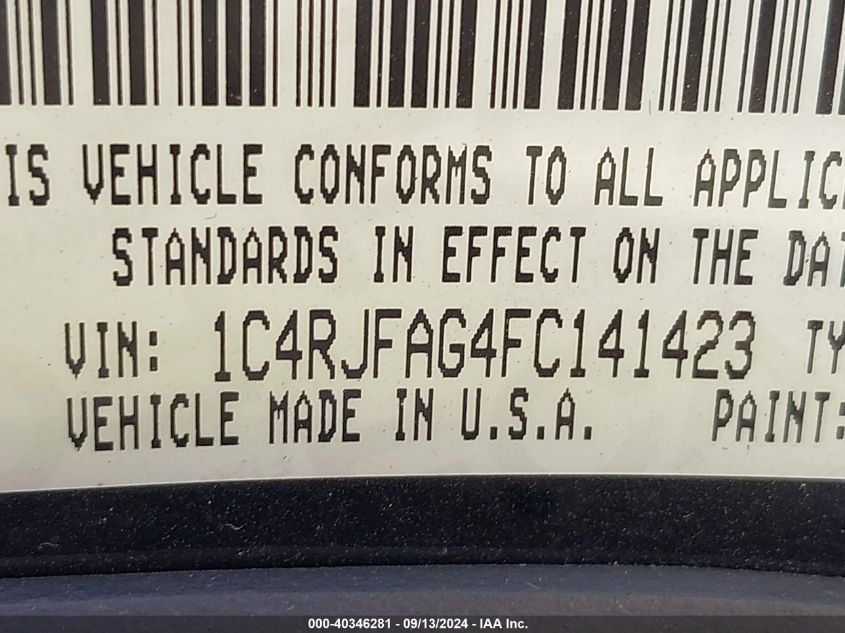 IS VEHICLE CONFORMS TO ALL APPLIC
STANDARDS IN EFFECT ON THE DAT
VIN: 1C4RJFAG4FC141423 TY
VEHICLE MADE IN U.S.A. PAINT:
000-40346281 - 09/13/2024 - IAA Inc.